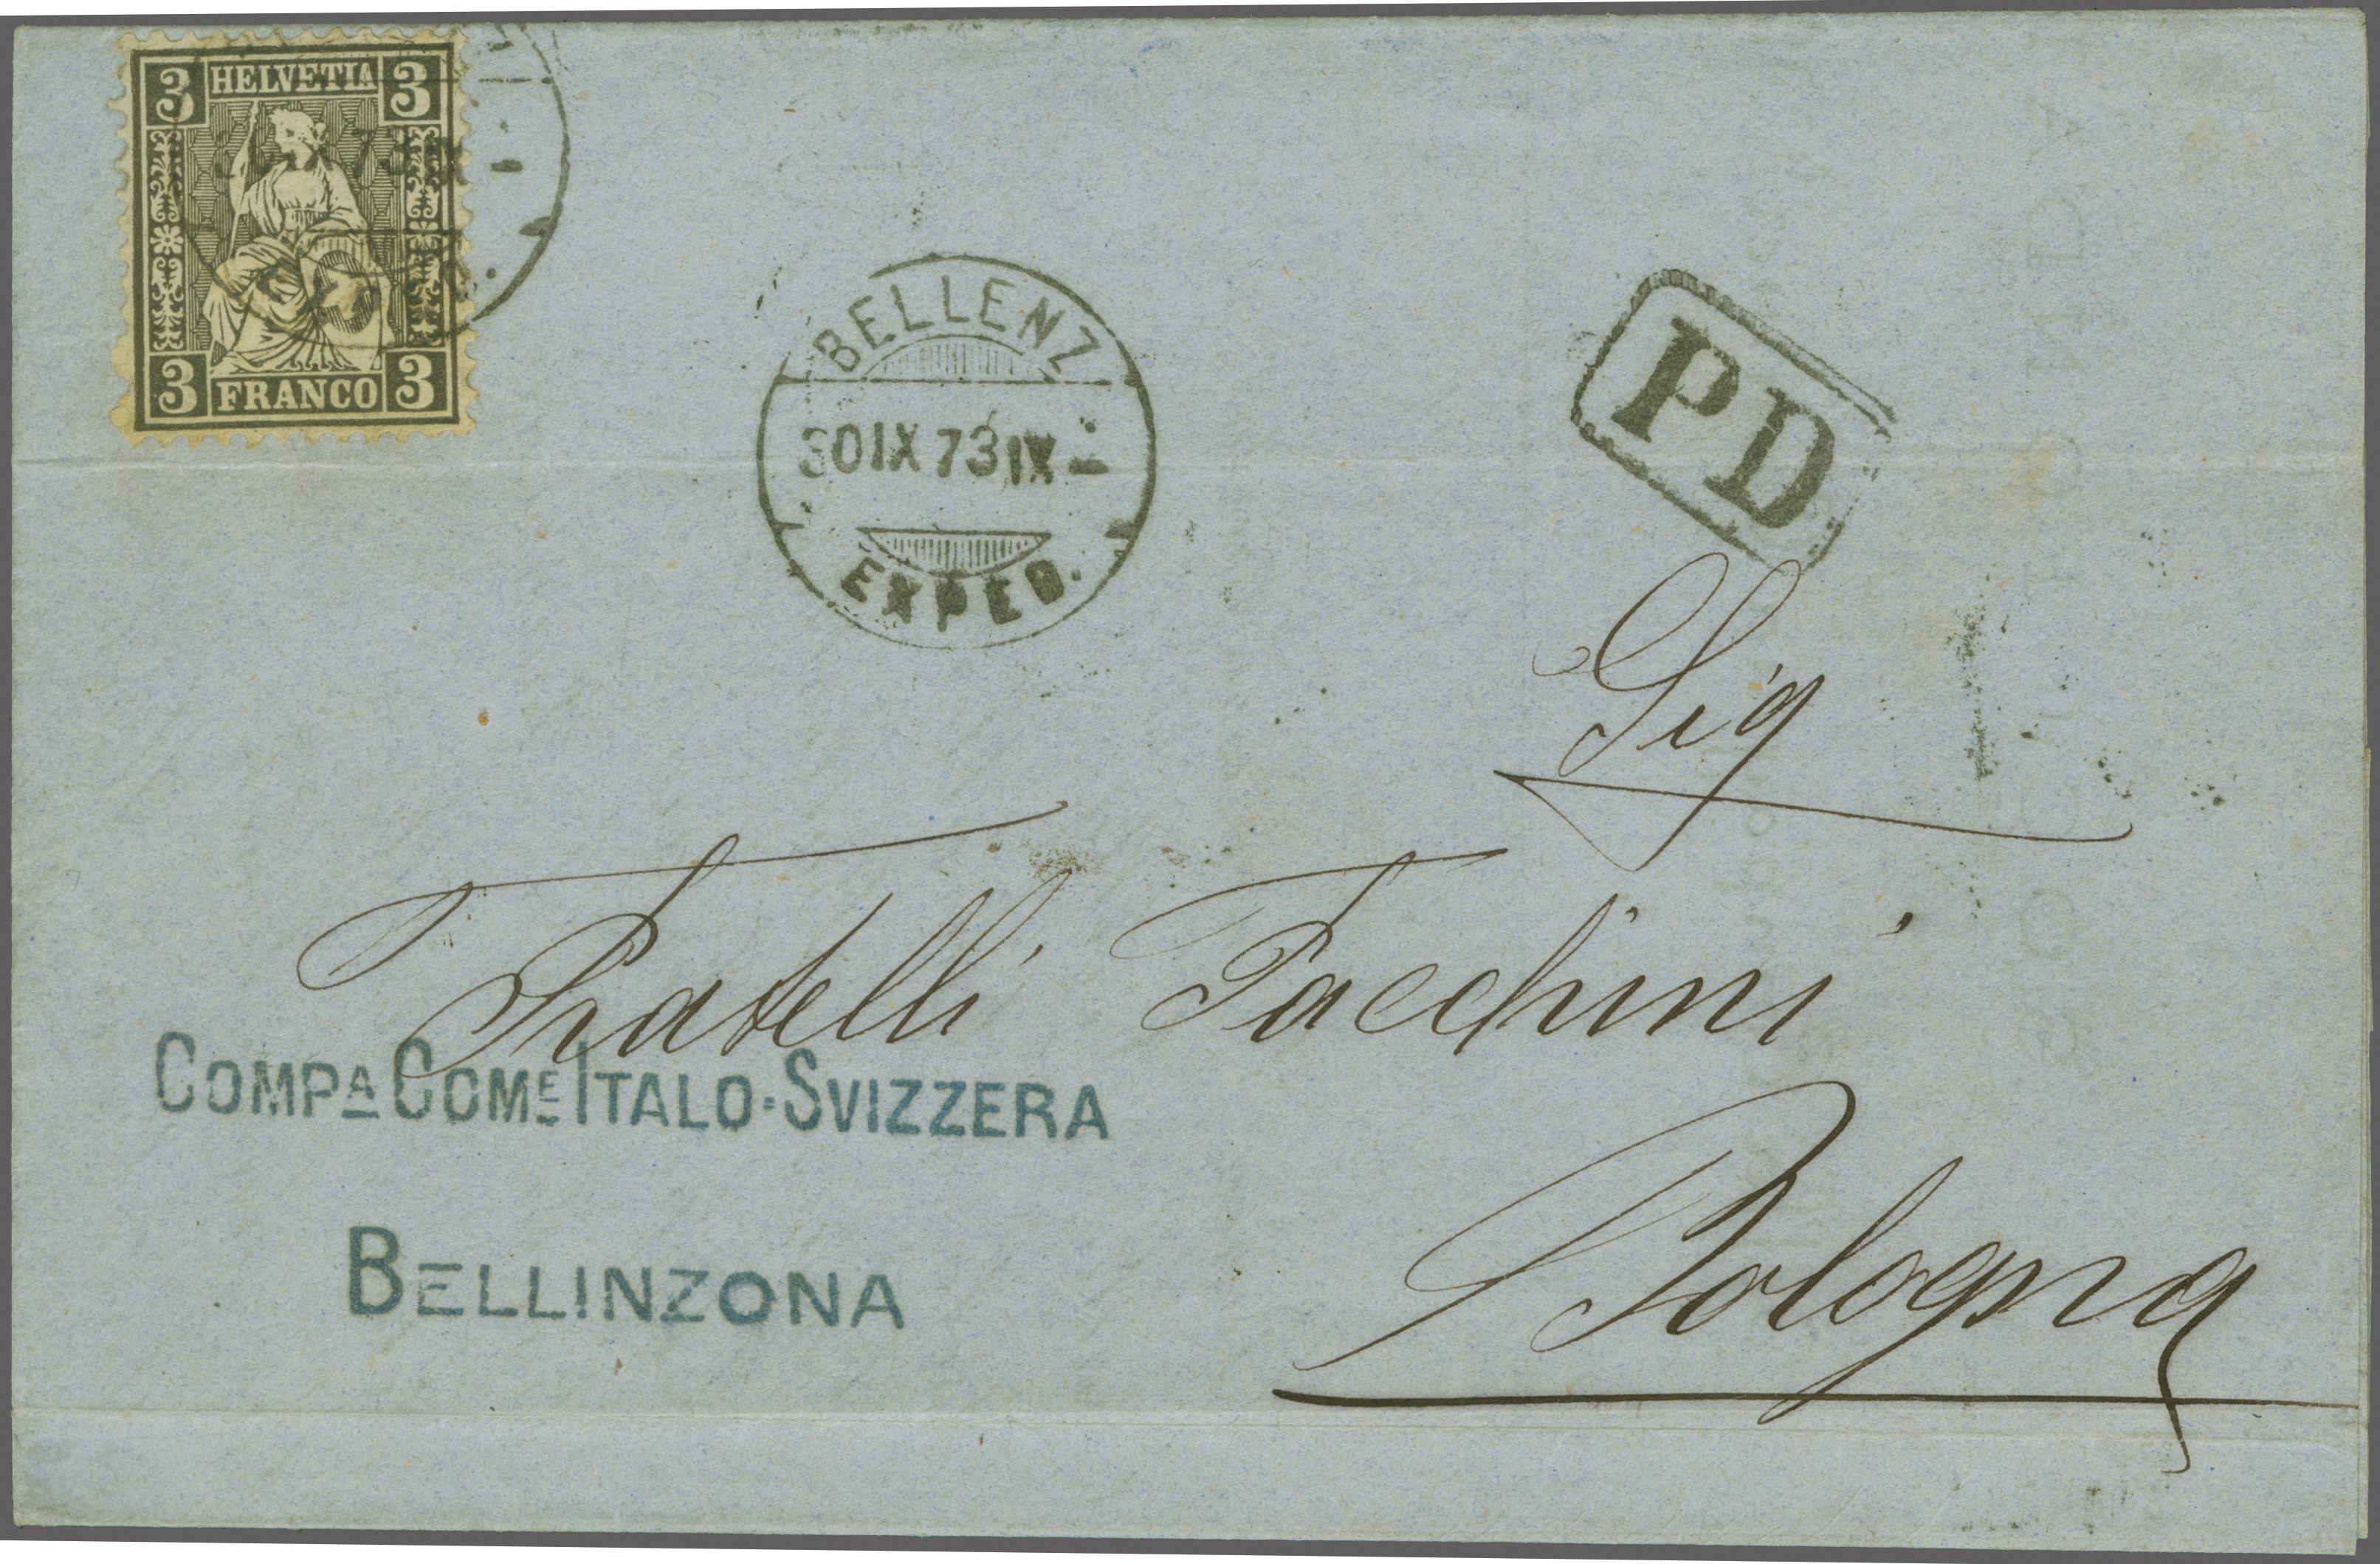 3 HELVETIA 3
3 FRANCO 3
BELLENZ
30 IX 73 IX
EXPED.
PD
Sig
Fratelli Facchini
COMPA COME ITALO-SVIZZERA
Bologna
BELLINZONA